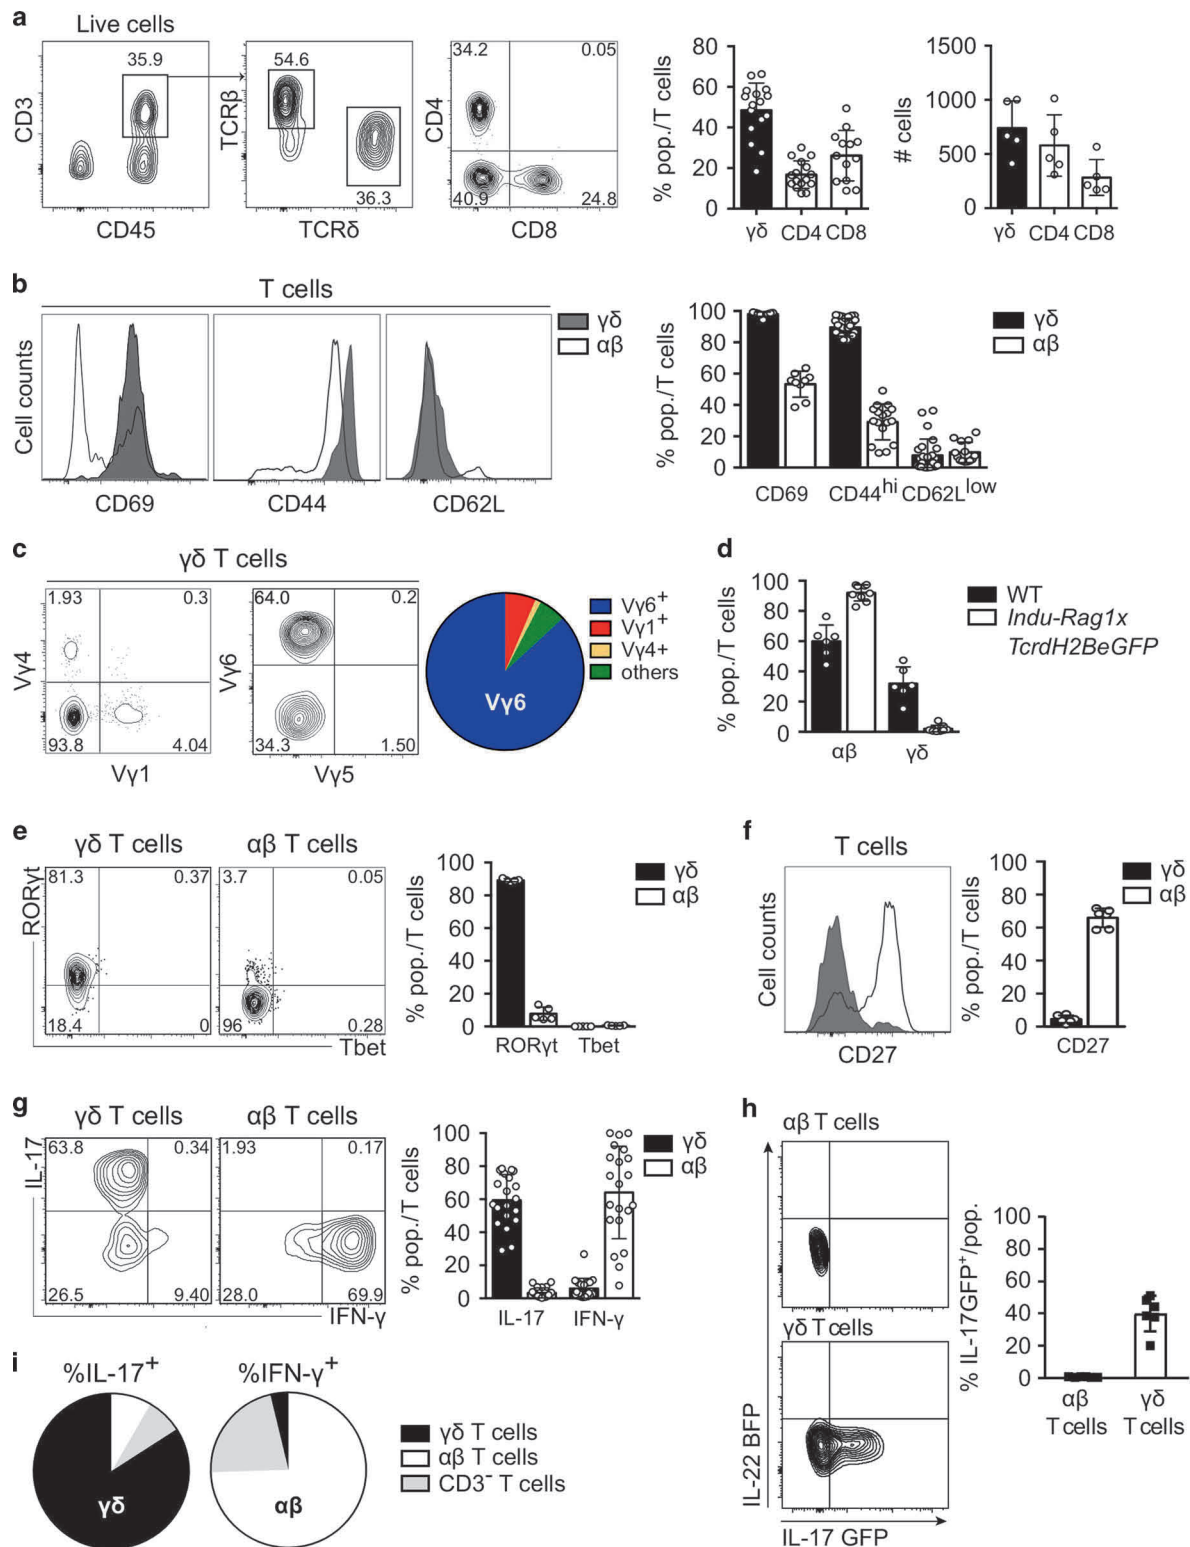 a
Live cells
35.9
CD3
CD45
54.6
36.3
TCRβ
TCRδ
34.2
0.05
40.9
24.8
CD4
CD8
% pop./T cells
80
60
40
20
0
γδ
CD4
CD8
# cells
1500
1000
500
0
γδ
CD4
CD8
b
T cells
Cell counts
CD69
CD44
CD62L
γδ
αβ
% pop./T cells
100
80
60
40
20
0
CD69
CD44hi
CD62Llow
γδ
αβ
c
γδ T cells
1.93
0.3
93.8
4.04
Vγ4
Vγ1
64.0
0.2
34.3
1.50
Vγ6
Vγ5
Vγ6
Vγ6+
Vγ1+
Vγ4+
others
d
% pop./T cells
100
80
60
40
20
0
αβ
γδ
WT
Indu-Rag1x
TcrdH2BeGFP
e
γδ T cells
αβ T cells
81.3
0.37
18.4
0
3.7
0.05
96
0.28
RORγt
Tbet
% pop./T cells
100
80
60
40
20
0
RORγt
Tbet
γδ
αβ
f
T cells
Cell counts
CD27
% pop./T cells
100
80
60
40
20
0
CD27
γδ
αβ
g
γδ T cells
αβ T cells
63.8
0.34
26.5
9.40
1.93
0.17
28.0
69.9
IL-17
IFN-γ
% pop./T cells
100
80
60
40
20
0
IL-17
IFN-γ
γδ
αβ
h
αβ T cells
γδ T cells
IL-22 BFP
IL-17 GFP
% IL-17GFP+/pop.
100
80
60
40
20
0
αβ
T cells
γδ
T cells
i
%IL-17+
%IFN-γ+
γδ
αβ
γδ T cells
αβ T cells
CD3- T cells